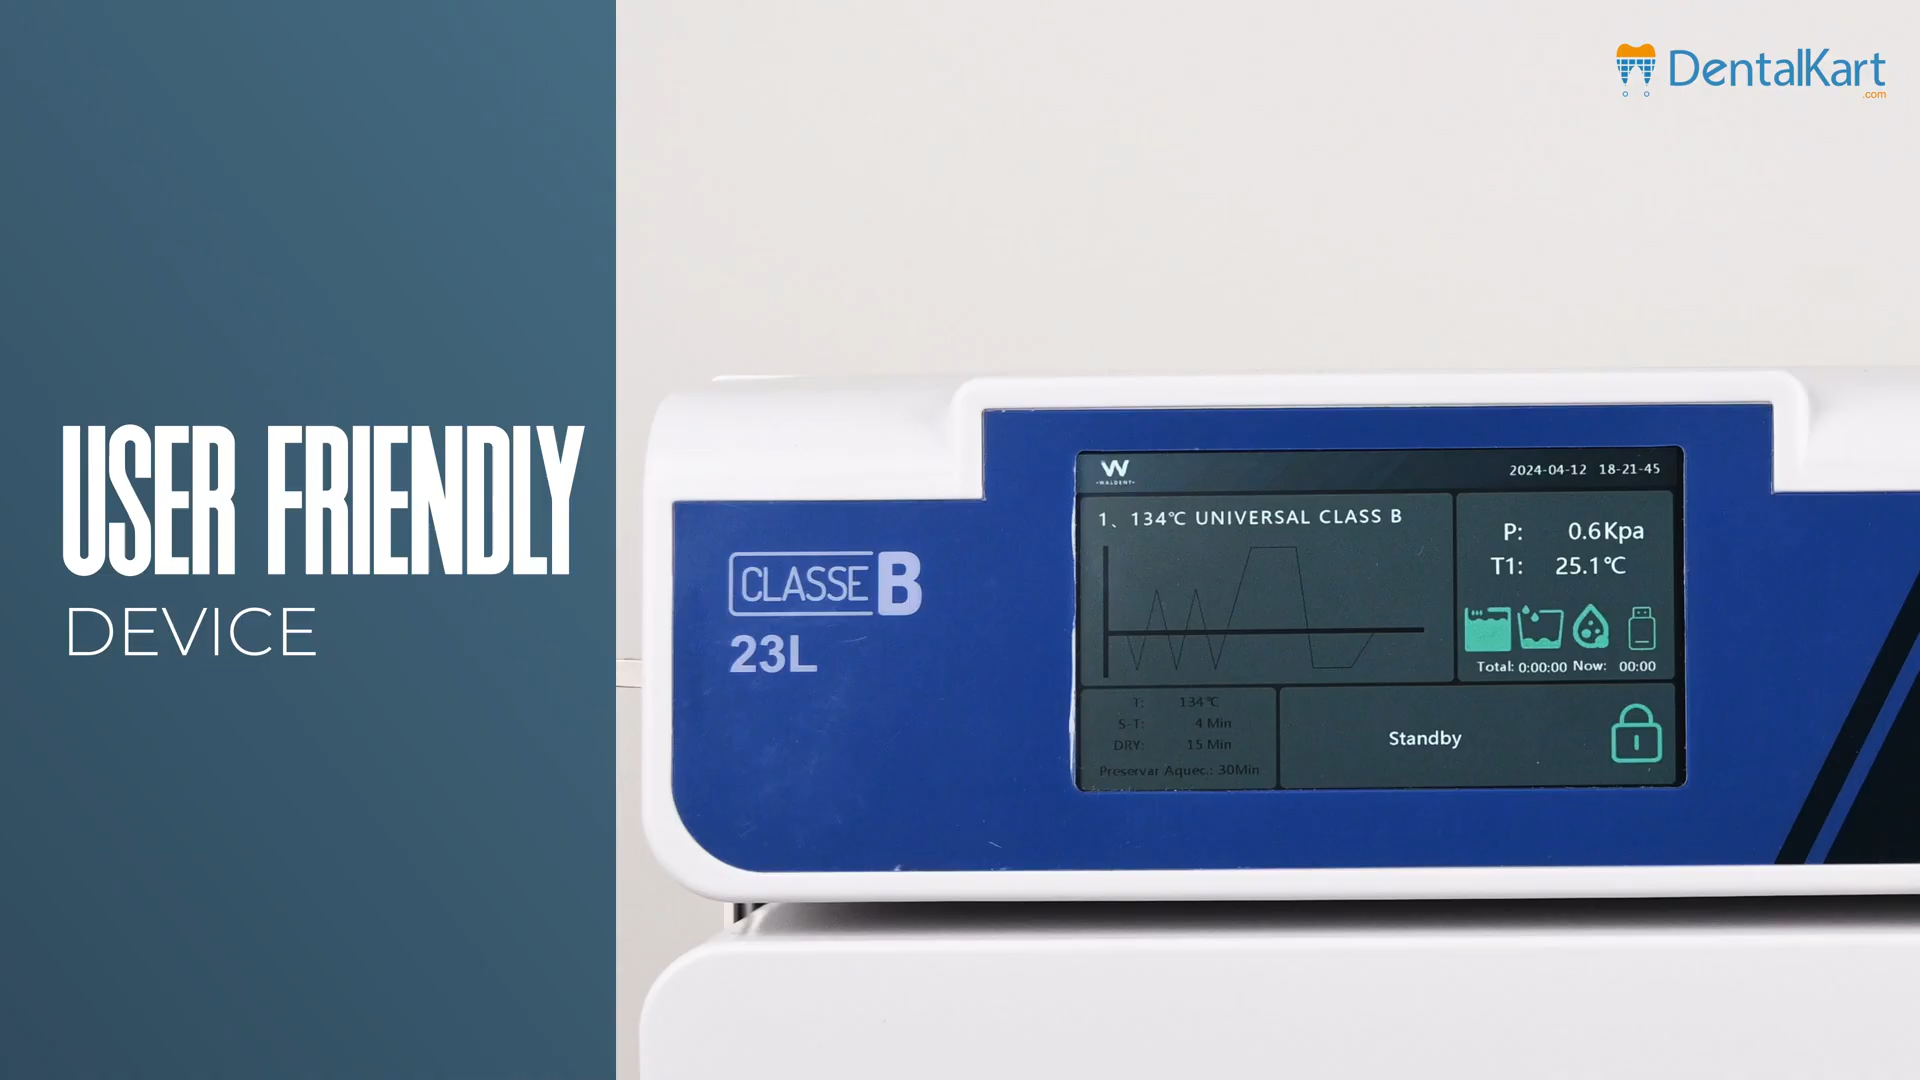 DentalKart
.com
USER FRIENDLY
DEVICE
CLASSE B
23L
W
-WALDENT-
2024-04-12 18-21-45
1、134℃ UNIVERSAL CLASS B
P: 0.6Kpa
T1: 25.1℃
Total: 0:00:00 Now: 00:00
T: 134℃
S-T: 4 Min
DRY: 15 Min
Preservar Aquec.: 30Min
Standby